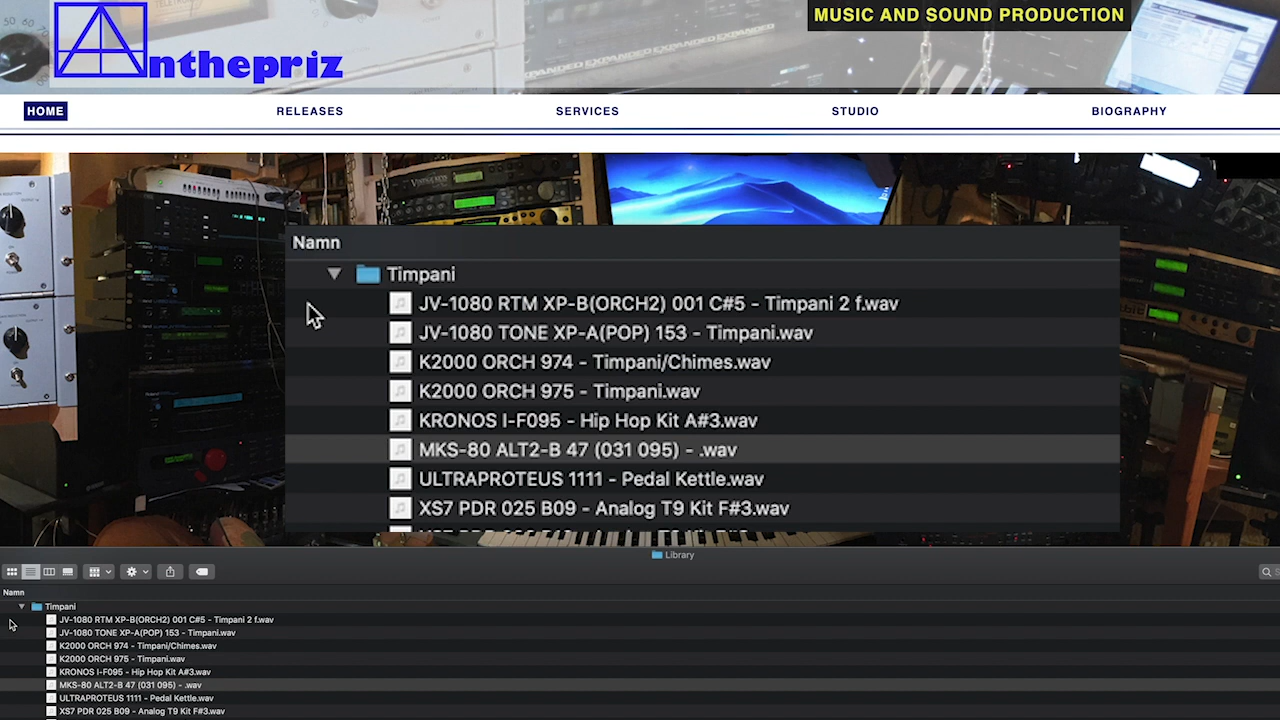 Anthepriz
MUSIC AND SOUND PRODUCTION
HOME
RELEASES
SERVICES
STUDIO
BIOGRAPHY
Namn
Timpani
JV-1080 RTM XP-B(ORCH2) 001 C#5 - Timpani 2 f.wav
JV-1080 TONE XP-A(POP) 153 - Timpani.wav
K2000 ORCH 974 - Timpani/Chimes.wav
K2000 ORCH 975 - Timpani.wav
KRONOS I-F095 - Hip Hop Kit A#3.wav
MKS-80 ALT2-B 47 (031 095) - .wav
ULTRAPROTEUS 1111 - Pedal Kettle.wav
XS7 PDR 025 B09 - Analog T9 Kit F#3.wav
Library
Namn
Timpani
JV-1080 RTM XP-B(ORCH2) 001 C#5 - Timpani 2 f.wav
JV-1080 TONE XP-A(POP) 153 - Timpani.wav
K2000 ORCH 974 - Timpani/Chimes.wav
K2000 ORCH 975 - Timpani.wav
KRONOS I-F095 - Hip Hop Kit A#3.wav
MKS-80 ALT2-B 47 (031 095) - .wav
ULTRAPROTEUS 1111 - Pedal Kettle.wav
XS7 PDR 025 B09 - Analog T9 Kit F#3.wav